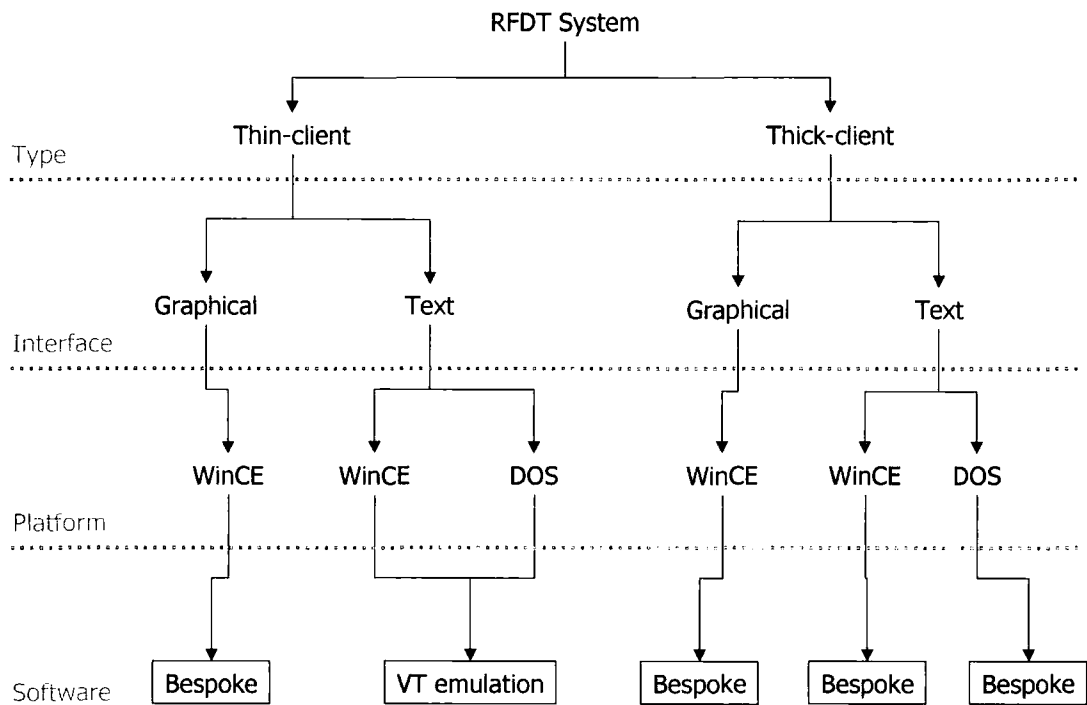 RFDT System
Thin-client
Thick-client
Type
Graphical
Text
Graphical
Text
Interface
WinCE
WinCE
DOS
WinCE
WinCE
DOS
Platform
Bespoke
VT emulation
Bespoke
Bespoke
Bespoke
Software